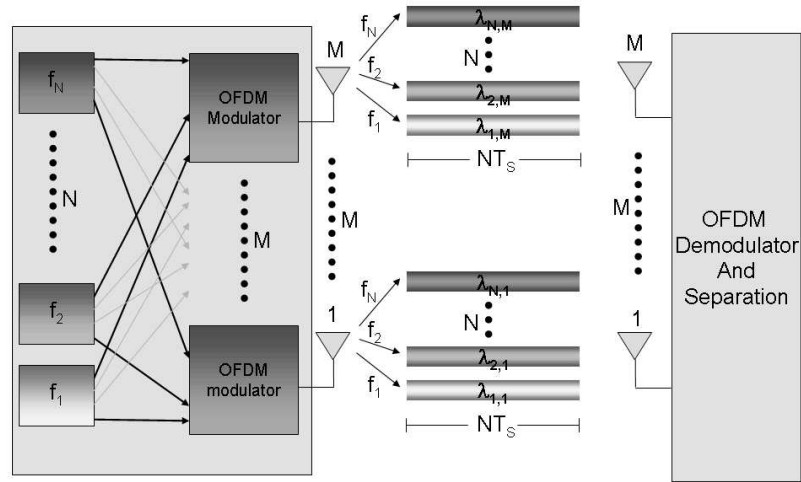 f_N
N
f_2
f_1
OFDM
Modulator
M
OFDM
modulator
M
M
1
f_N
f_2
f_1
λ_N,M
N
λ_2,M
λ_1,M
NT_S
f_N
f_2
f_1
λ_N,1
N
λ_2,1
λ_1,1
NT_S
M
M
1
OFDM
Demodulator
And
Separation